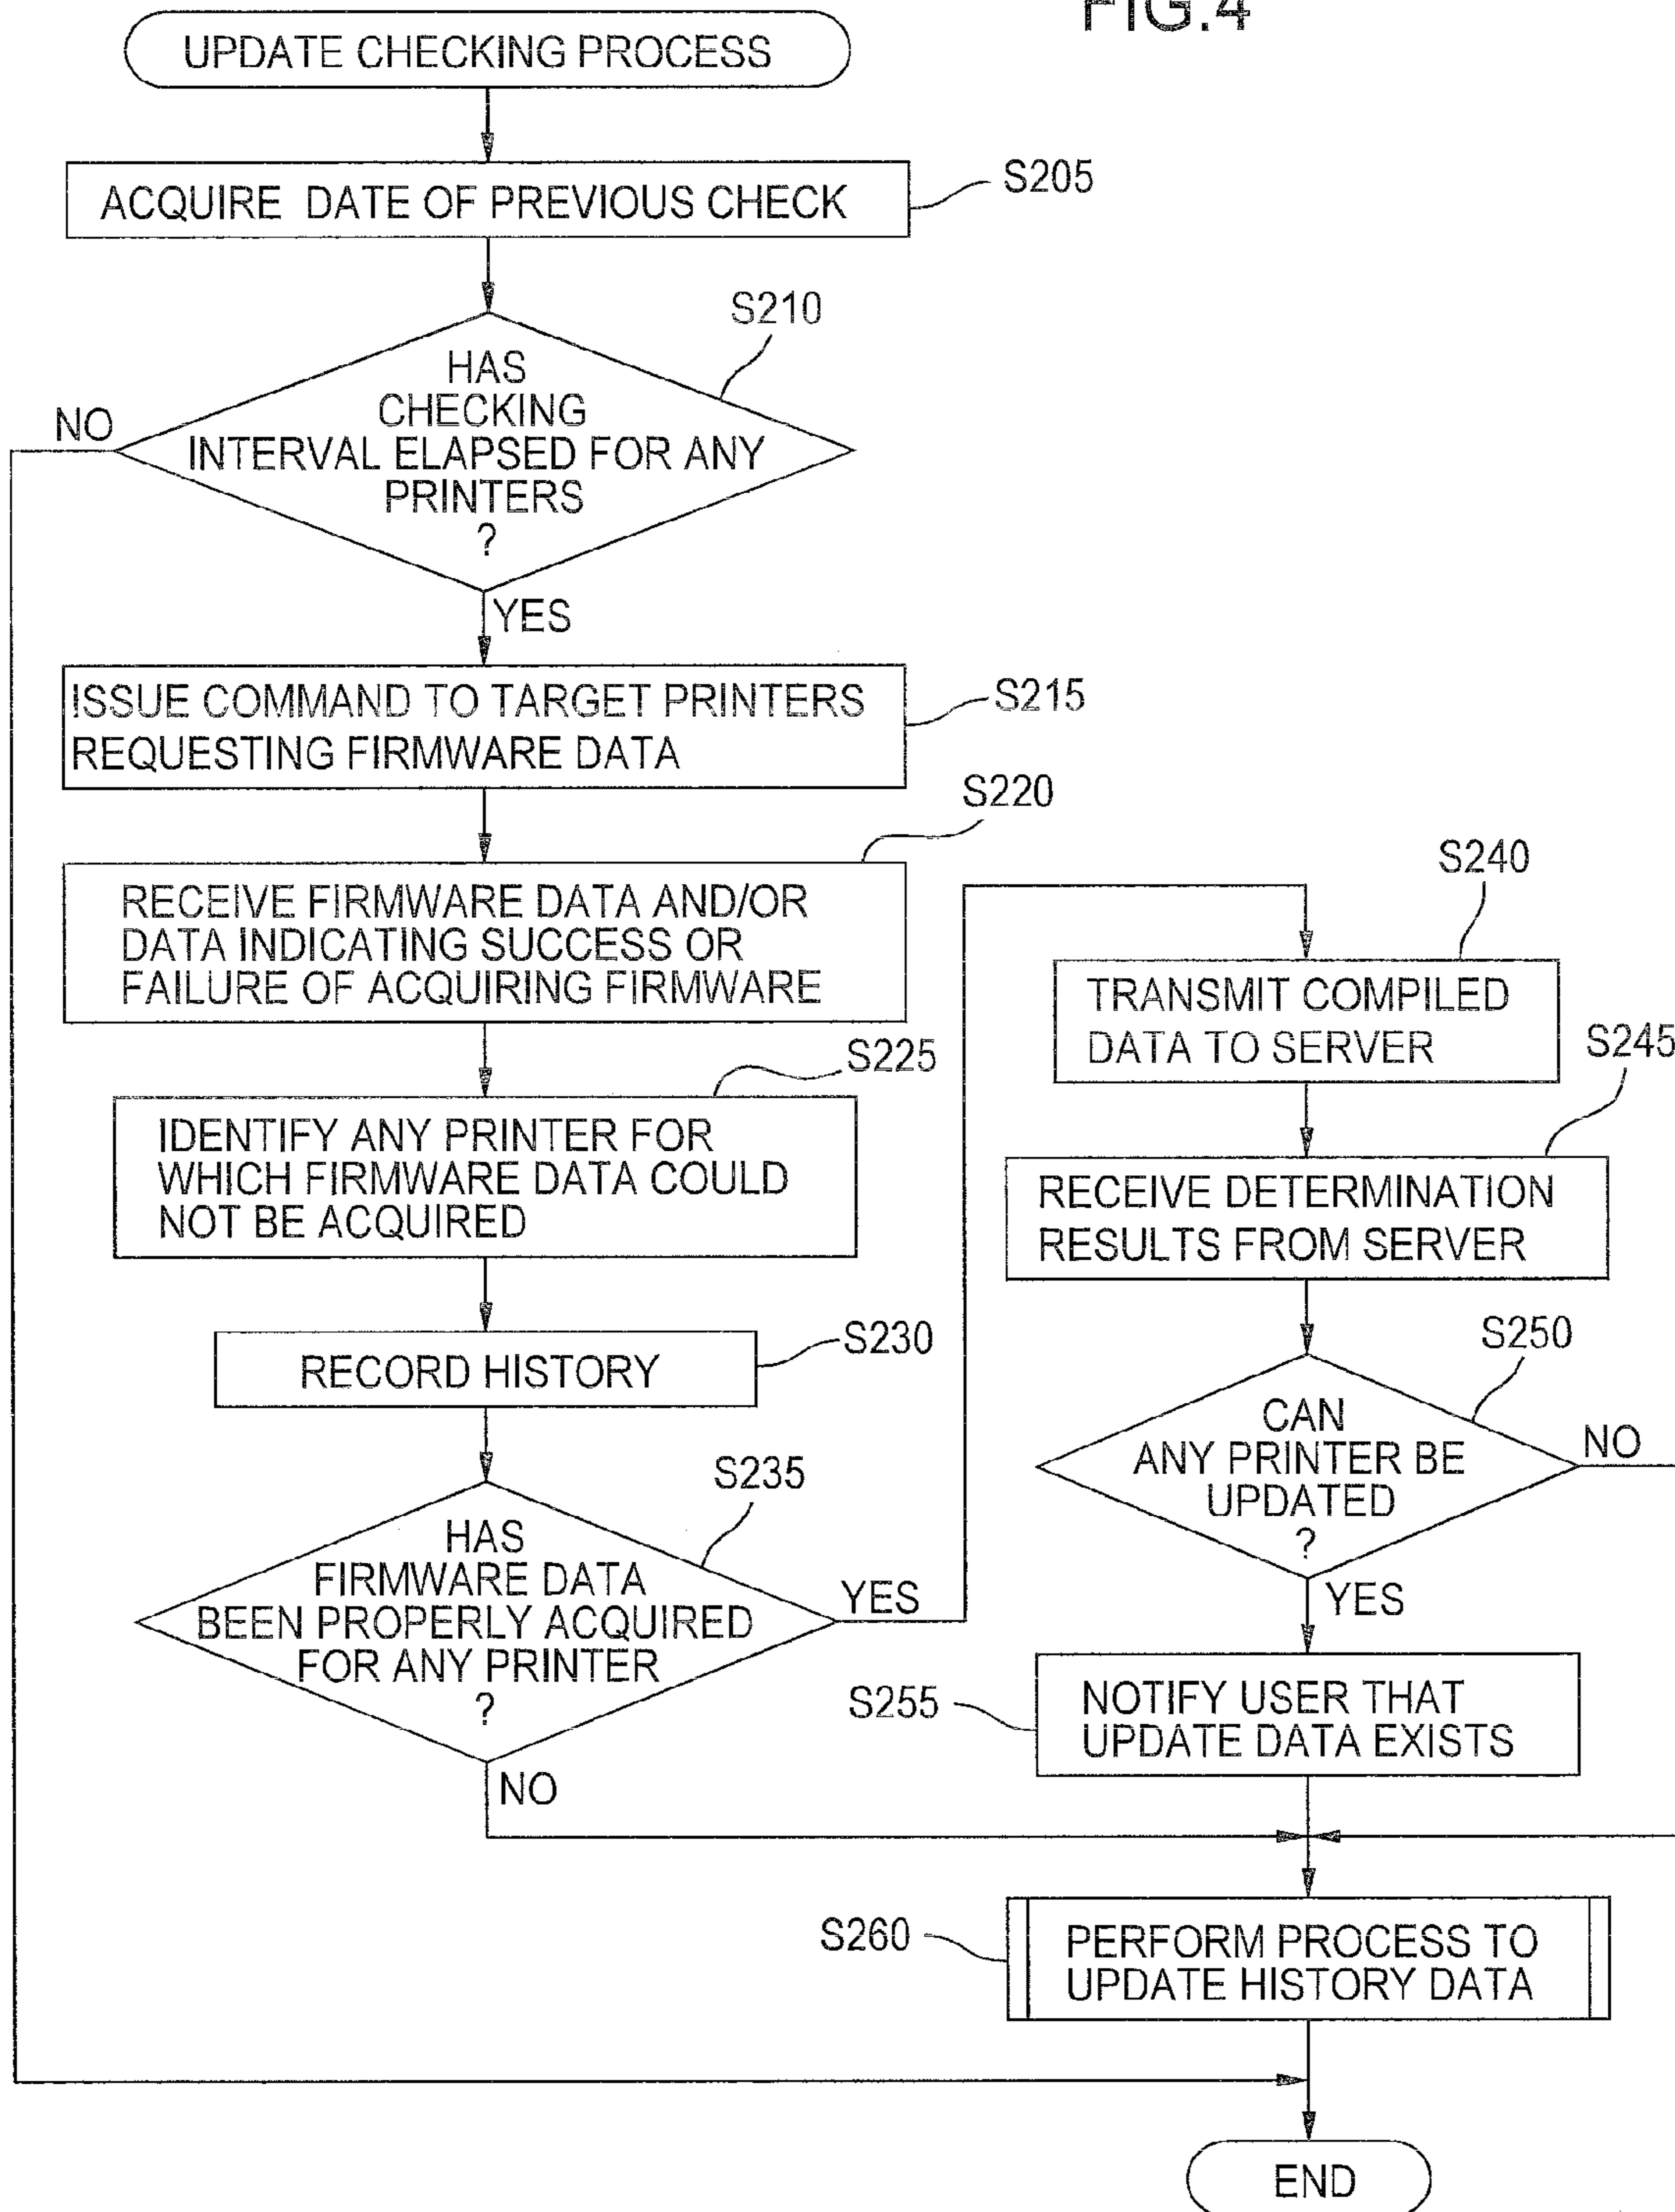 FIG.4
UPDATE CHECKING PROCESS
ACQUIRE DATE OF PREVIOUS CHECK
S205
S210
HAS
CHECKING
INTERVAL ELAPSED FOR ANY
PRINTERS
?
NO
YES
ISSUE COMMAND TO TARGET PRINTERS
REQUESTING FIRMWARE DATA
S215
S220
RECEIVE FIRMWARE DATA AND/OR
DATA INDICATING SUCCESS OR
FAILURE OF ACQUIRING FIRMWARE
S225
IDENTIFY ANY PRINTER FOR
WHICH FIRMWARE DATA COULD
NOT BE ACQUIRED
RECORD HISTORY
S230
S235
HAS
FIRMWARE DATA
BEEN PROPERLY ACQUIRED
FOR ANY PRINTER
?
YES
NO
S240
TRANSMIT COMPILED
DATA TO SERVER
S245
RECEIVE DETERMINATION
RESULTS FROM SERVER
S250
CAN
ANY PRINTER BE
UPDATED
?
NO
YES
S255
NOTIFY USER THAT
UPDATE DATA EXISTS
S260
PERFORM PROCESS TO
UPDATE HISTORY DATA
END